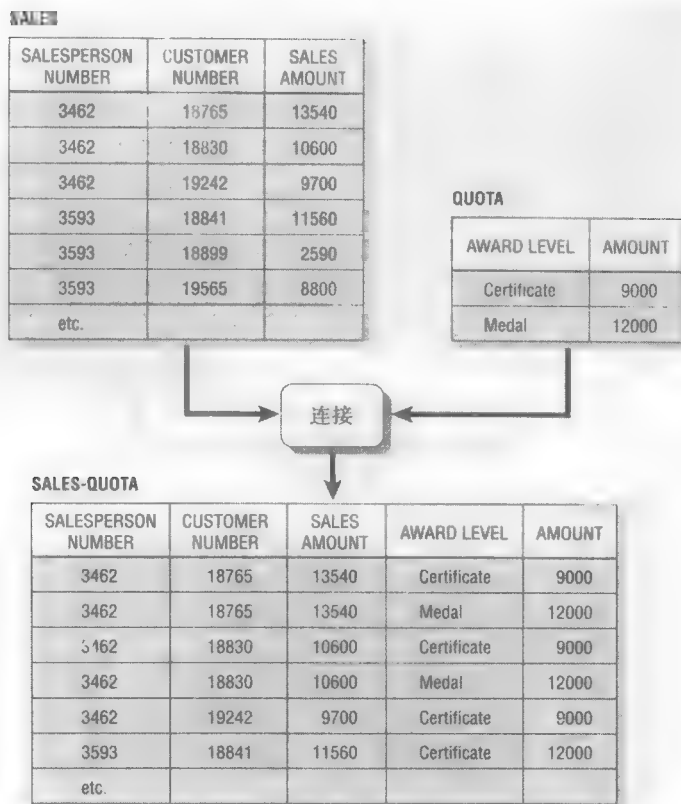 SALES
SALESPERSON NUMBER CUSTOMER NUMBER SALES AMOUNT
3462 18765 13540
3462 18830 10600
3462 19242 9700
3593 18841 11560
3593 18899 2590
3593 19565 8800
etc.
QUOTA
AWARD LEVEL AMOUNT
Certificate 9000
Medal 12000
连接
SALES-QUOTA
SALESPERSON NUMBER CUSTOMER NUMBER SALES AMOUNT AWARD LEVEL AMOUNT
3462 18765 13540 Certificate 9000
3462 18765 13540 Medal 12000
3462 18830 10600 Certificate 9000
3462 18830 10600 Medal 12000
3462 19242 9700 Certificate 9000
3593 18841 11560 Certificate 12000
etc.